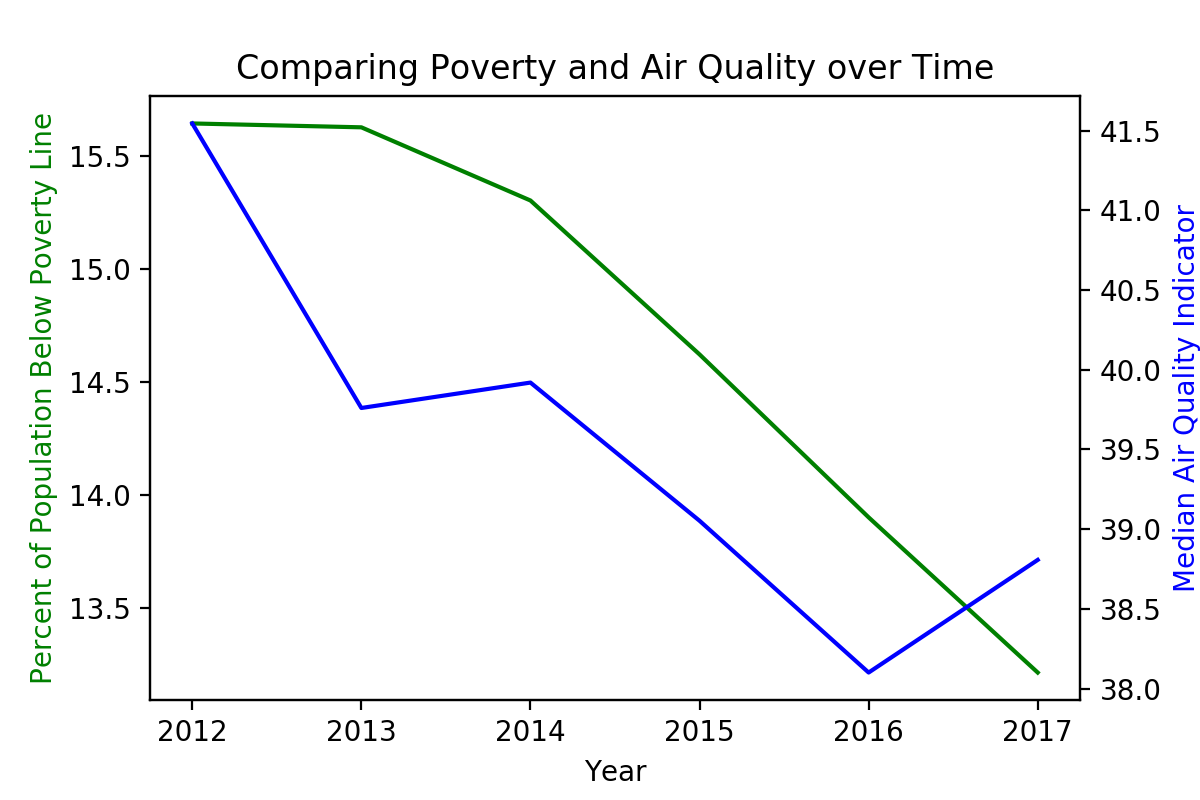 Comparing Poverty and Air Quality over Time
Percent of Population Below Poverty Line
15.5
15.0
14.5
14.0
13.5
41.5
41.0
40.5
40.0
39.5
39.0
38.5
38.0
Median Air Quality Indicator
2012 2013 2014 2015 2016 2017
Year